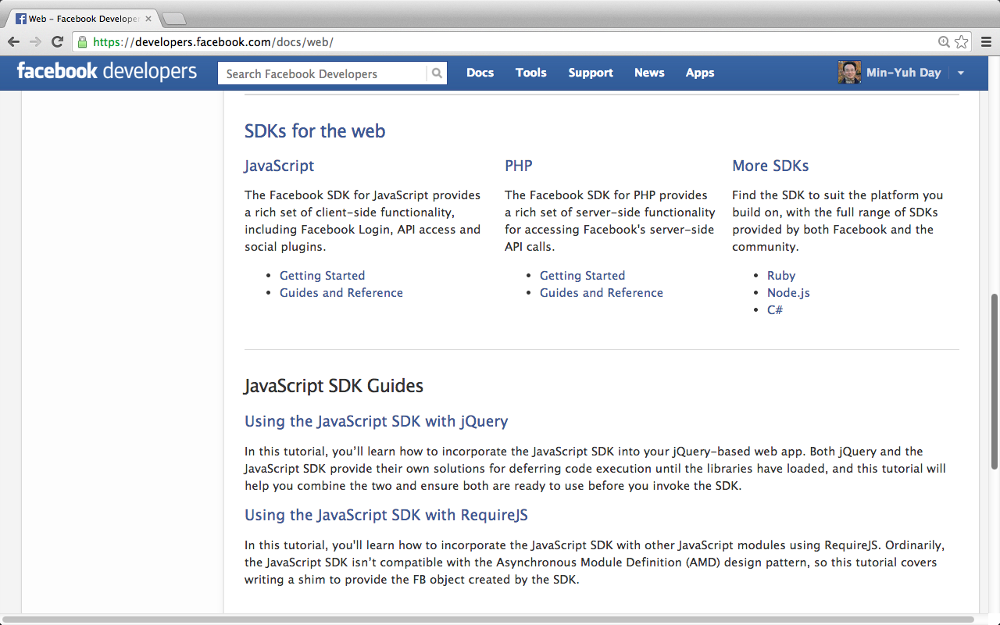 Web – Facebook Developer
https://developers.facebook.com/docs/web/
facebook developers
Search Facebook Developers
Docs Tools Support News Apps
Min-Yuh Day
SDKs for the web
JavaScript
The Facebook SDK for JavaScript provides
a rich set of client-side functionality,
including Facebook Login, API access and
social plugins.
• Getting Started
• Guides and Reference
PHP
The Facebook SDK for PHP provides
a rich set of server-side functionality
for accessing Facebook's server-side
API calls.
• Getting Started
• Guides and Reference
More SDKs
Find the SDK to suit the platform you
build on, with the full range of SDKs
provided by both Facebook and the
community.
• Ruby
• Node.js
• C#
JavaScript SDK Guides
Using the JavaScript SDK with jQuery
In this tutorial, you’ll learn how to incorporate the JavaScript SDK into your jQuery-based web app. Both jQuery and the
JavaScript SDK provide their own solutions for deferring code execution until the libraries have loaded, and this tutorial will
help you combine the two and ensure both are ready to use before you invoke the SDK.
Using the JavaScript SDK with RequireJS
In this tutorial, you'll learn how to incorporate the JavaScript SDK with other JavaScript modules using RequireJS. Ordinarily,
the JavaScript SDK isn’t compatible with the Asynchronous Module Definition (AMD) design pattern, so this tutorial covers
writing a shim to provide the FB object created by the SDK.